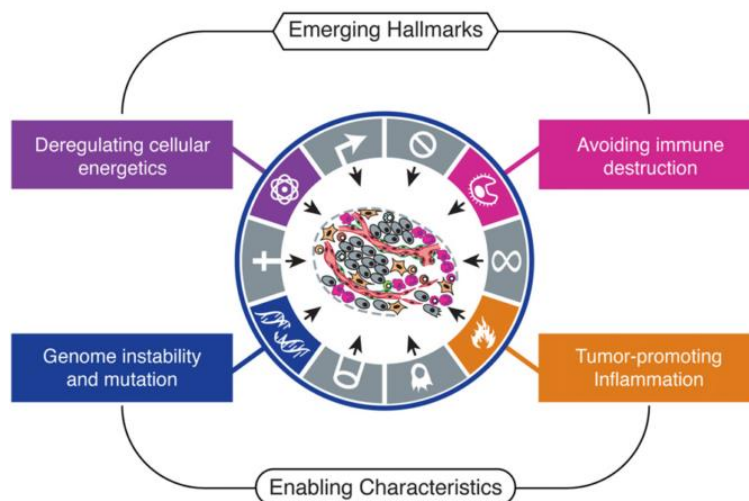 Emerging Hallmarks
Deregulating cellular
energetics
Avoiding immune
destruction
Genome instability
and mutation
Tumor-promoting
Inflammation
Enabling Characteristics